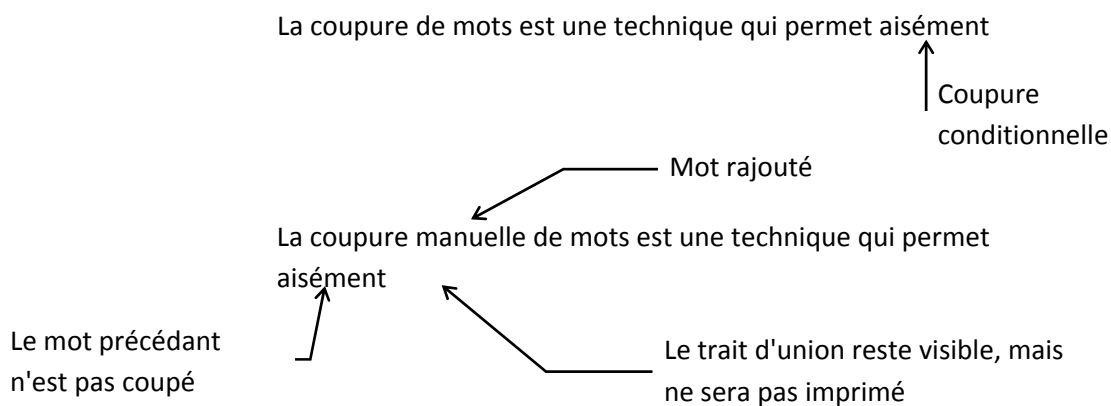 La coupure de mots est une technique qui permet aisément
Coupure
conditionnelle
Mot rajouté
La coupure manuelle de mots est une technique qui permet
aisément
Le mot précédant
n'est pas coupé
Le trait d'union reste visible, mais
ne sera pas imprimé